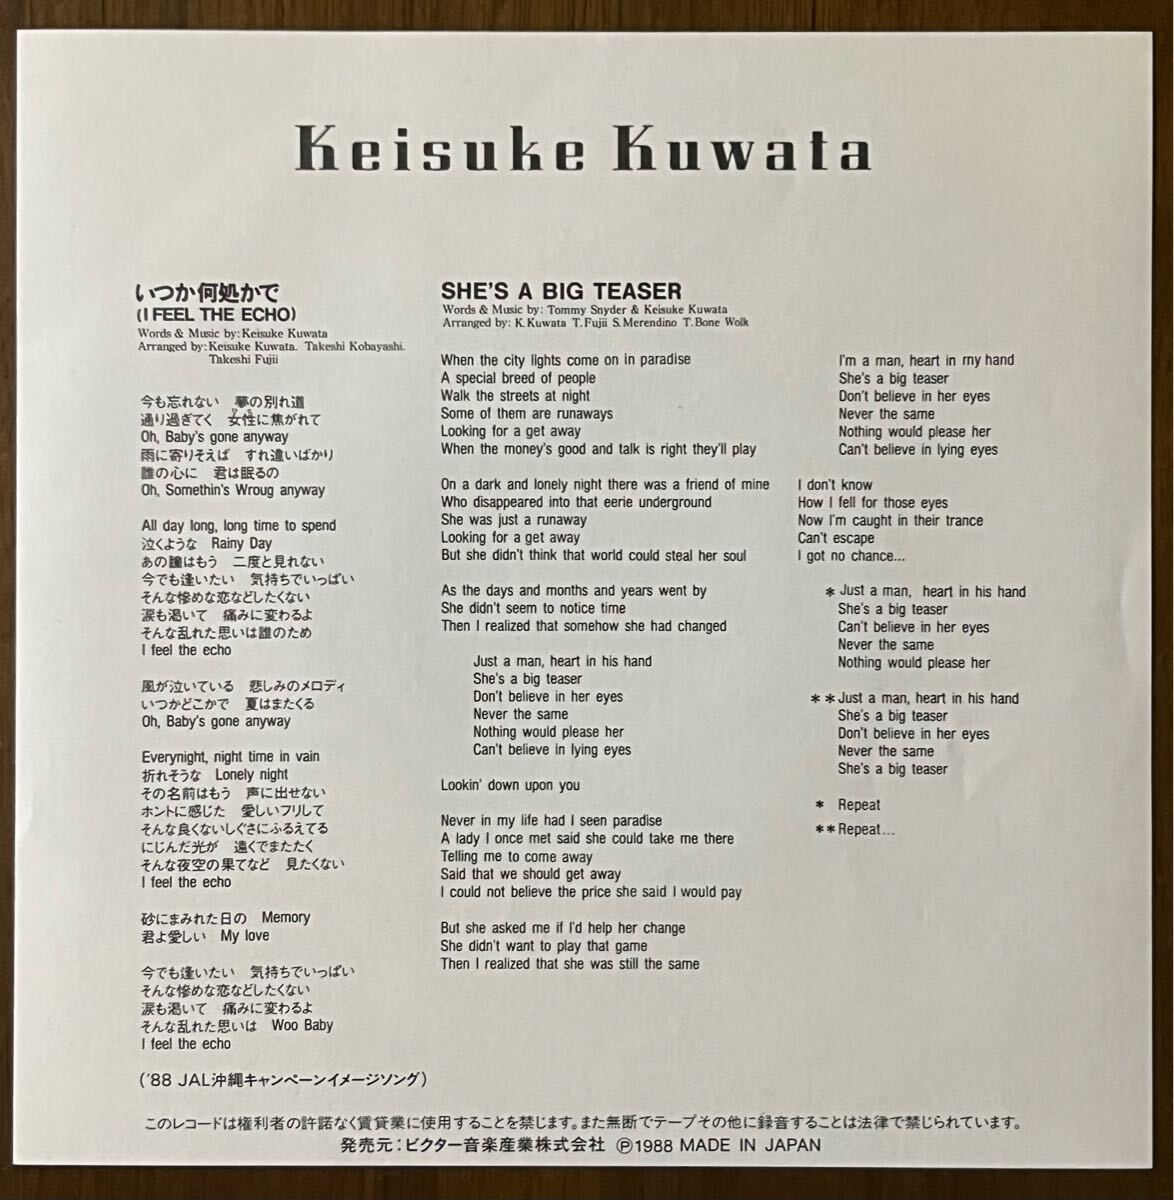 Keisuke Kuwata
いつか何処かで
(I FEEL THE ECHO)
Words & Music by: Keisuke Kuwata
Arranged by: Keisuke Kuwata. Takeshi Kobayashi.
Takeshi Fujii
今も忘れない 夢の別れ道
通り過ぎてく 女性に焦がれて
Oh, Baby's gone anyway
雨に寄りそえば すれ違いばかり
誰の心に 君は眠るの
Oh, Somethin's Wroug anyway
All day long, long time to spend
泣くような Rainy Day
あの瞳はもう 二度と見れない
今でも逢いたい 気持ちでいっぱい
そんな惨めな恋などしたくない
涙も渇いて 痛みに変わるよ
そんな乱れた思いは誰のため
I feel the echo
風が泣いている 悲しみのメロディ
いつかどこかで 夏はまたくる
Oh, Baby's gone anyway
Everynight, night time in vain
折れそうな Lonely night
その名前はもう 声に出せない
ホントに感じた 愛しいフリして
そんな良くないしぐさにふるえてる
にじんだ光が 遠くでまたたく
そんな夜空の果てなど 見たくない
I feel the echo
砂にまみれた日の Memory
君よ愛しい My love
今でも逢いたい 気持ちでいっぱい
そんな惨めな恋などしたくない
涙も渇いて 痛みに変わるよ
そんな乱れた思いは Woo Baby
I feel the echo
('88 JAL沖縄キャンペーンイメージソング)
SHE'S A BIG TEASER
Words & Music by: Tommy Snyder & Keisuke Kuwata
Arranged by: K. Kuwata T. Fujii S. Merendino T. Bone Wolk
When the city lights come on in paradise
A special breed of people
Walk the streets at night
Some of them are runaways
Looking for a get away
When the money's good and talk is right they'll play
On a dark and lonely night there was a friend of mine
Who disappeared into that eerie underground
She was just a runaway
Looking for a get away
But she didn't think that world could steal her soul
As the days and months and years went by
She didn't seem to notice time
Then I realized that somehow she had changed
Just a man, heart in his hand
She's a big teaser
Don't believe in her eyes
Never the same
Nothing would please her
Can't believe in lying eyes
Lookin' down upon you
Never in my life had I seen paradise
A lady I once met said she could take me there
Telling me to come away
Said that we should get away
I could not believe the price she said I would pay
But she asked me if I'd help her change
She didn't want to play that game
Then I realized that she was still the same
I'm a man, heart in my hand
She's a big teaser
Don't believe in her eyes
Never the same
Nothing would please her
Can't believe in lying eyes
I don't know
How I fell for those eyes
Now I'm caught in their trance
Can't escape
I got no chance...
* Just a man, heart in his hand
She's a big teaser
Can't believe in her eyes
Never the same
Nothing would please her
** Just a man, heart in his hand
She's a big teaser
Don't believe in her eyes
Never the same
She's a big teaser
* Repeat
** Repeat...
このレコードは権利者の許諾なく賃貸業に使用することを禁じます。また無断でテープその他に録音することは法律で禁じられています。
発売元:ビクター音楽産業株式会社 Ⓟ1988 MADE IN JAPAN